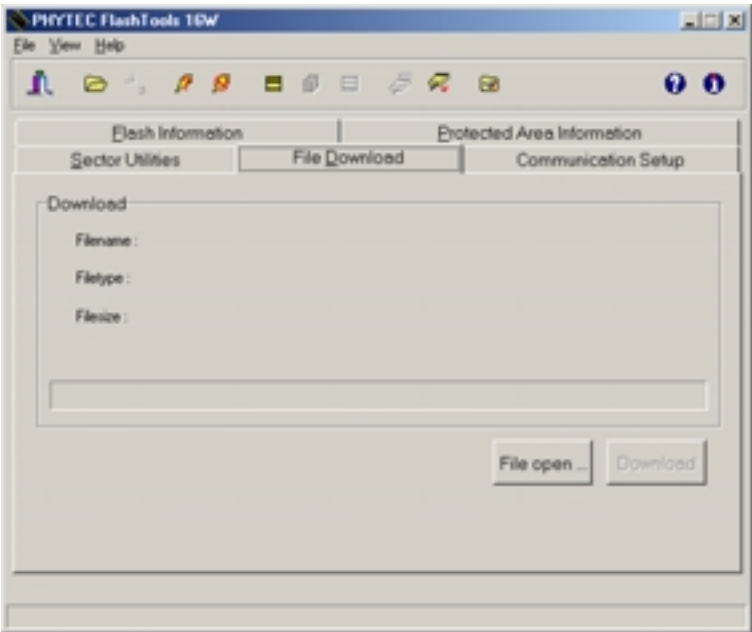 PHYTEC FlashTools 16W
File View Help
Flash Information Protected Area Information
Sector Utilities File Download Communication Setup
Download
Filename :
Filetype :
Filesize :
File open ... Download